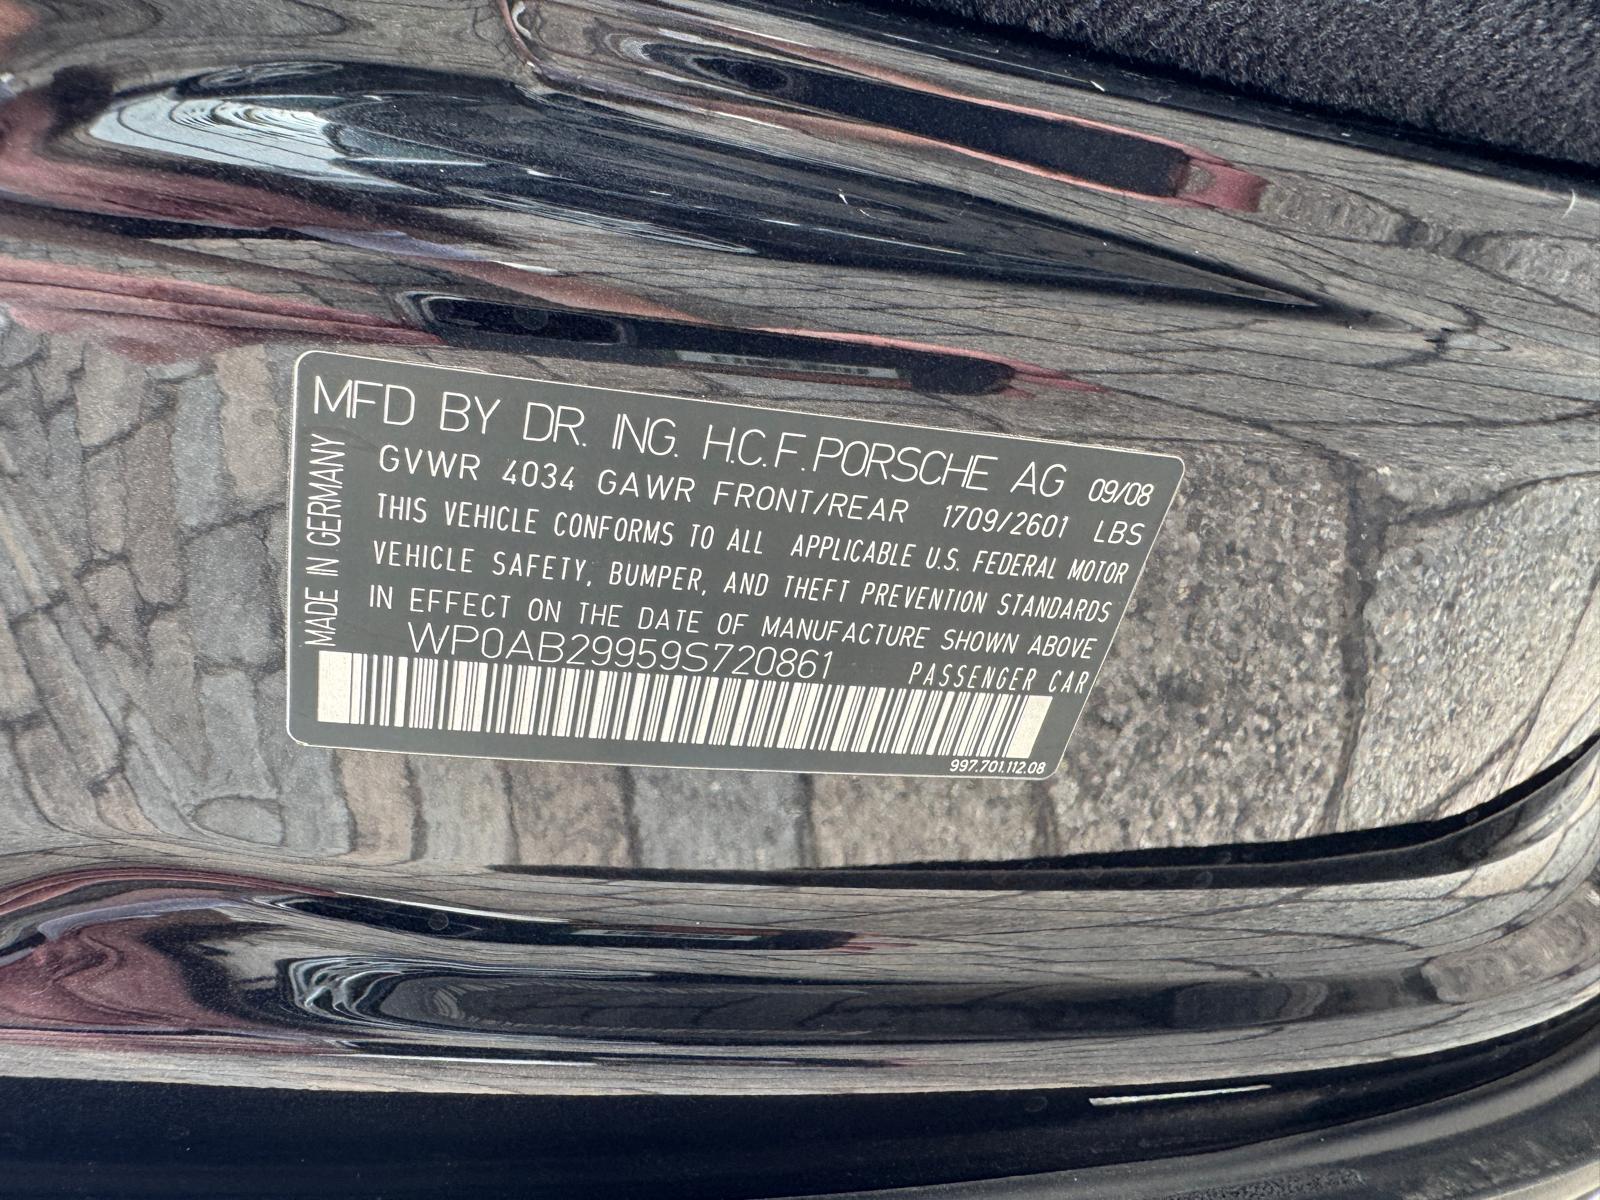 MFD BY DR. ING. H.C.F. PORSCHE AG 09/08
GVWR 4034 GAWR FRONT/REAR 1709/2601 LBS
THIS VEHICLE CONFORMS TO ALL APPLICABLE U.S. FEDERAL MOTOR
VEHICLE SAFETY, BUMPER, AND THEFT PREVENTION STANDARDS
IN EFFECT ON THE DATE OF MANUFACTURE SHOWN ABOVE
WP0AB29959S720861 PASSENGER CAR
997.701.112.08
MADE IN GERMANY